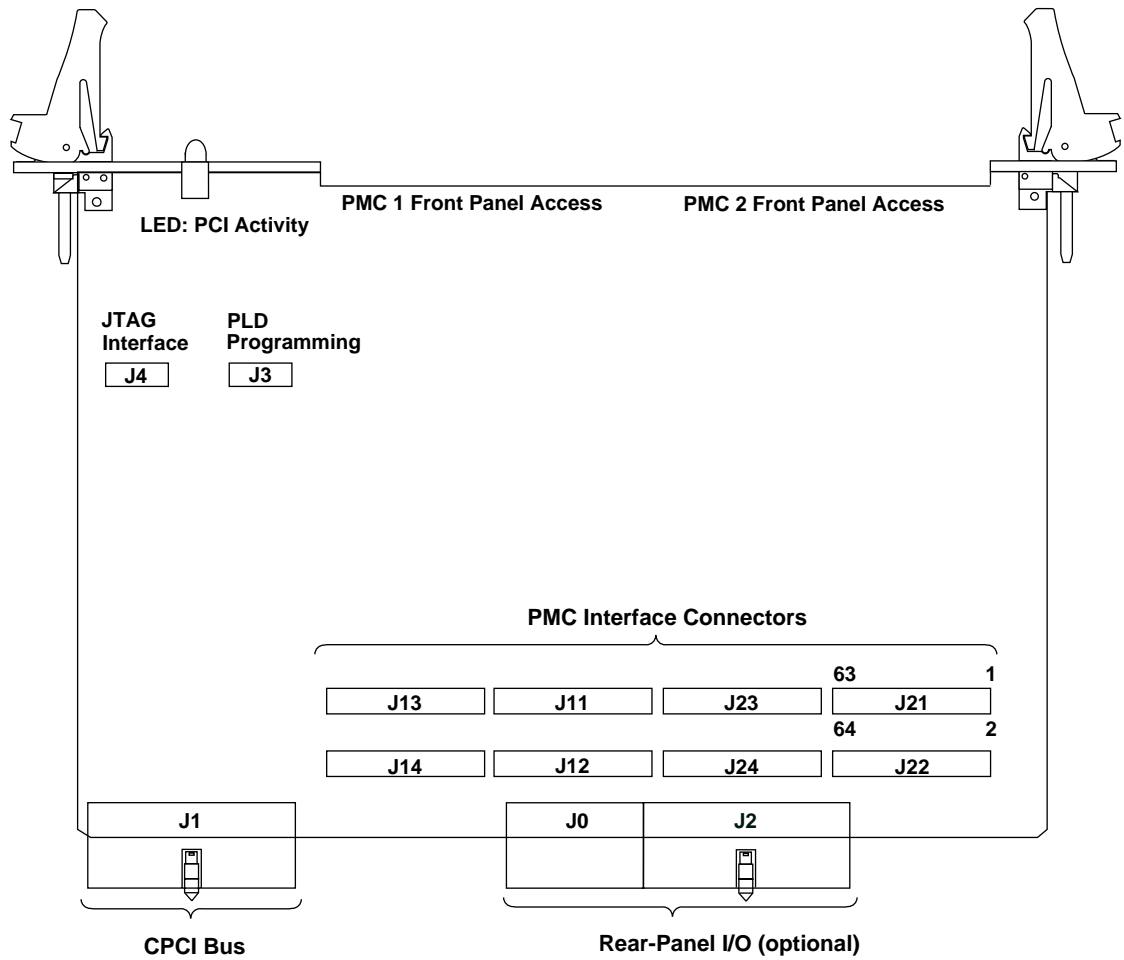 PMC 1 Front Panel Access
PMC 2 Front Panel Access
LED: PCI Activity
JTAG
Interface
PLD
Programming
J4
J3
PMC Interface Connectors
63
1
J13
J11
J23
J21
64
2
J14
J12
J24
J22
J1
J0
J2
CPCI Bus
Rear-Panel I/O (optional)